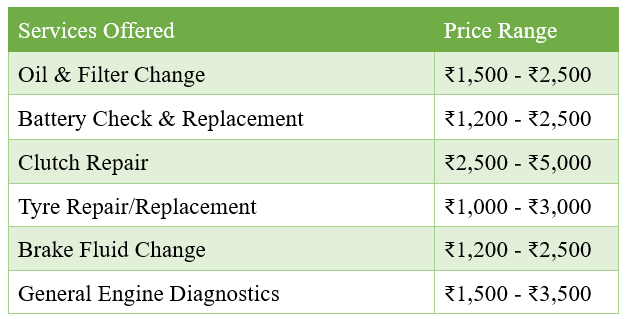 Services Offered Price Range
Oil & Filter Change ₹1,500 - ₹2,500
Battery Check & Replacement ₹1,200 - ₹2,500
Clutch Repair ₹2,500 - ₹5,000
Tyre Repair/Replacement ₹1,000 - ₹3,000
Brake Fluid Change ₹1,200 - ₹2,500
General Engine Diagnostics ₹1,500 - ₹3,500